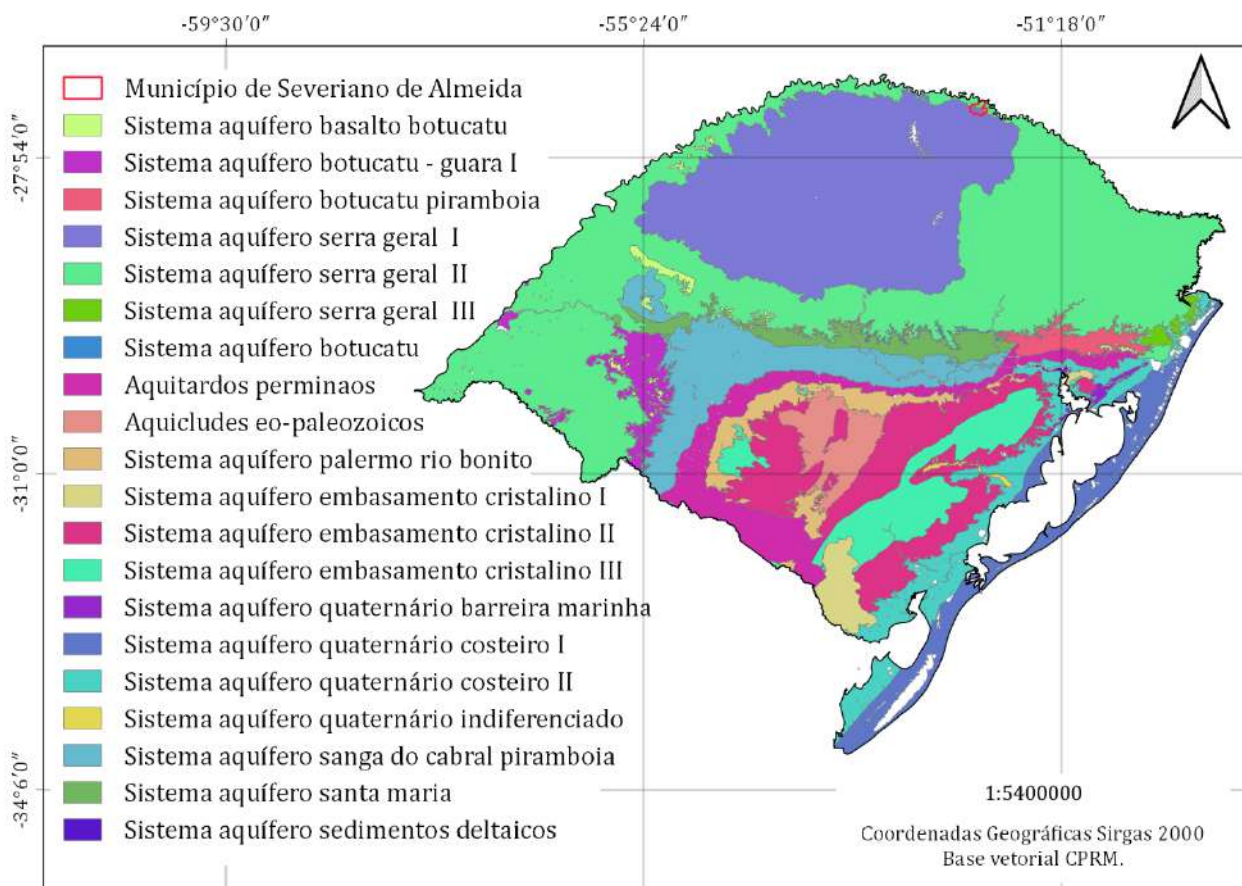 -59°30′0″
-55°24′0″
-51°18′0″
-27°54′0″
-31°0′0″
-34°6′0″
Município de Severiano de Almeida
Sistema aquífero basalto botucatu
Sistema aquífero botucatu - guara I
Sistema aquífero botucatu piramboia
Sistema aquífero serra geral I
Sistema aquífero serra geral II
Sistema aquífero serra geral III
Sistema aquífero botucatu
Aquitardos perminaos
Aquicludes eo-paleozoicos
Sistema aquífero palermo rio bonito
Sistema aquífero embasamento cristalino I
Sistema aquífero embasamento cristalino II
Sistema aquífero embasamento cristalino III
Sistema aquífero quaternário barreira marinha
Sistema aquífero quaternário costeiro I
Sistema aquífero quaternário costeiro II
Sistema aquífero quaternário indiferenciado
Sistema aquífero sanga do cabral piramboia
Sistema aquífero santa maria
Sistema aquífero sedimentos deltaicos
1:5400000
Coordenadas Geográficas Sirgas 2000
Base vetorial CPRM.